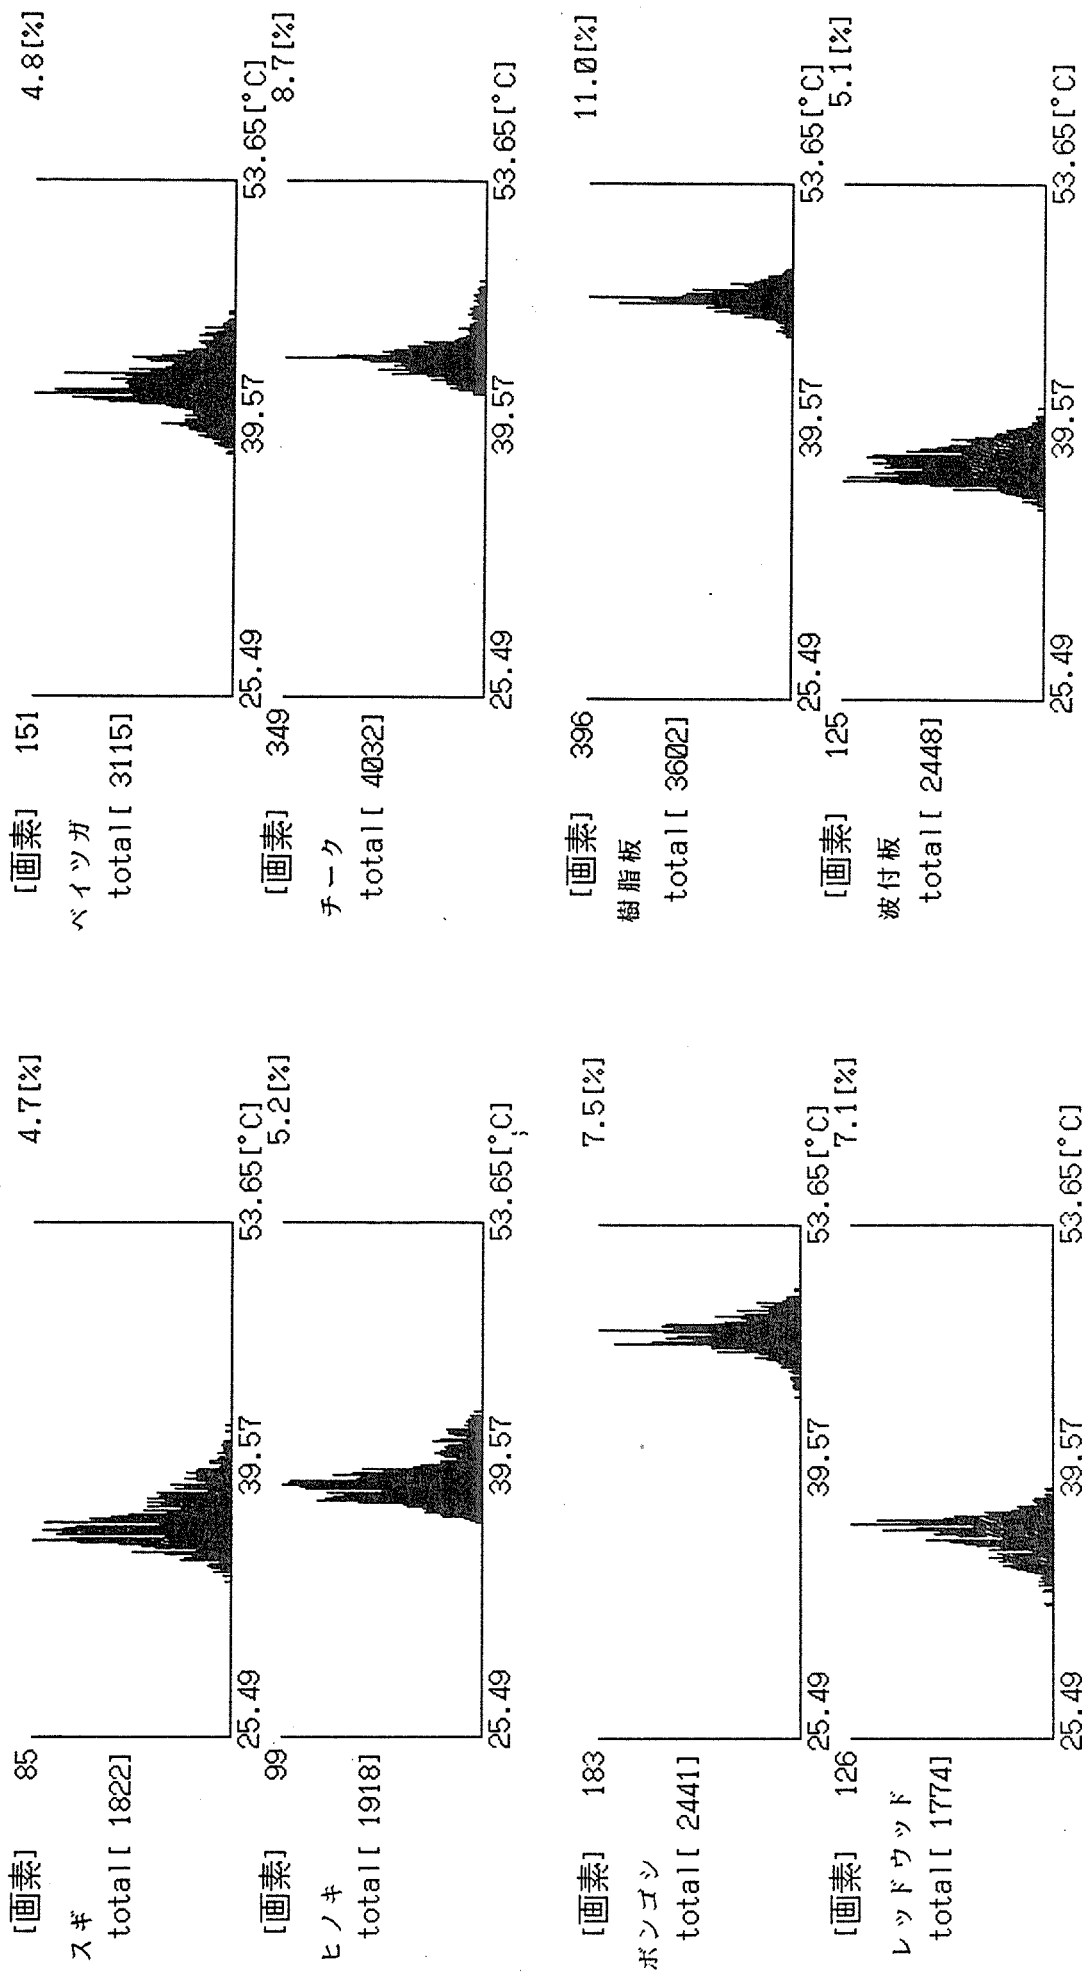 [画素] 85 4.7[%]
スギ
total[ 1822]
25.49 39.57 53.65[°C]
[画素] 99 5.2[%]
ヒノキ
total[ 1918]
25.49 39.57 53.65[°C]
[画素] 183 7.5[%]
ボンゴシ
total[ 2441]
25.49 39.57 53.65[°C]
[画素] 126 7.1[%]
レッドウッド
total[ 1774]
25.49 39.57 53.65[°C]
[画素] 151 4.8[%]
ベイツガ
total[ 3115]
25.49 39.57 53.65[°C]
[画素] 349 8.7[%]
チーク
total[ 4032]
25.49 39.57 53.65[°C]
[画素] 396 11.0[%]
樹脂板
total[ 3602]
25.49 39.57 53.65[°C]
[画素] 125 5.1[%]
波付板
total[ 2448]
25.49 39.57 53.65[°C]